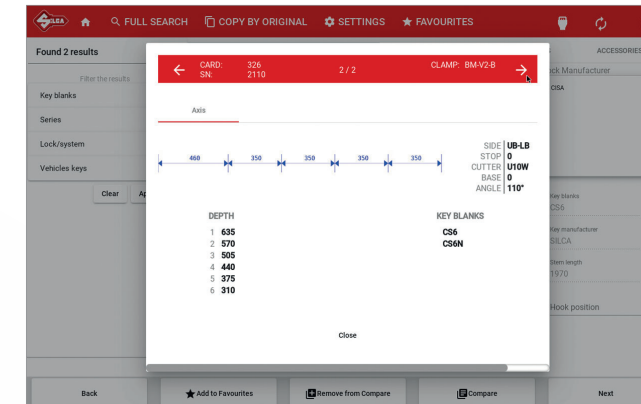 SILCA
FULL SEARCH
COPY BY ORIGINAL
SETTINGS
FAVOURITES
Found 2 results
ACCESSORIES
Filter the results
Key blanks
Series
Lock/system
Vehicles keys
Clear
CARD: 326
SN: 2110
2 / 2
CLAMP: BM-V2-B
Axis
460 350 350 350 350
SIDE UB-LB
STOP 0
CUTTER U10W
BASE 0
ANGLE 110°
DEPTH
1 635
2 570
3 505
4 440
5 375
6 310
KEY BLANKS
CS6
CS6N
Close
Manufacturer
CISA
Key blanks
CS6
Key manufacturer
SILCA
Stem length
1970
Hook position
Back
Add to Favourites
Remove from Compare
Compare
Next